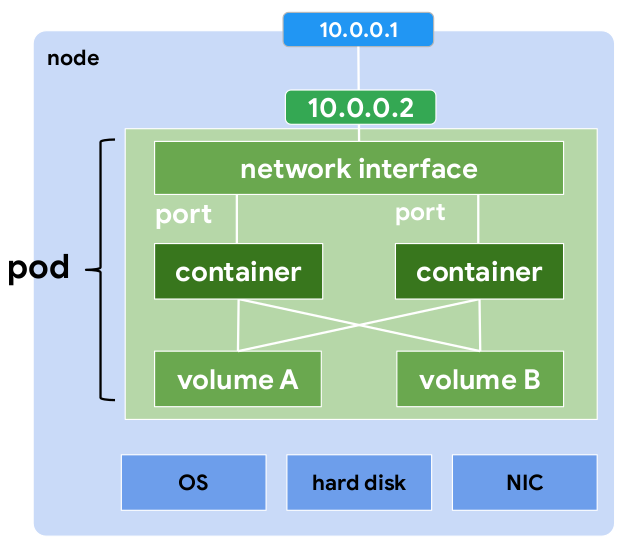 10.0.0.1
node
10.0.0.2
network interface
port
port
pod
container
container
volume A
volume B
OS
hard disk
NIC